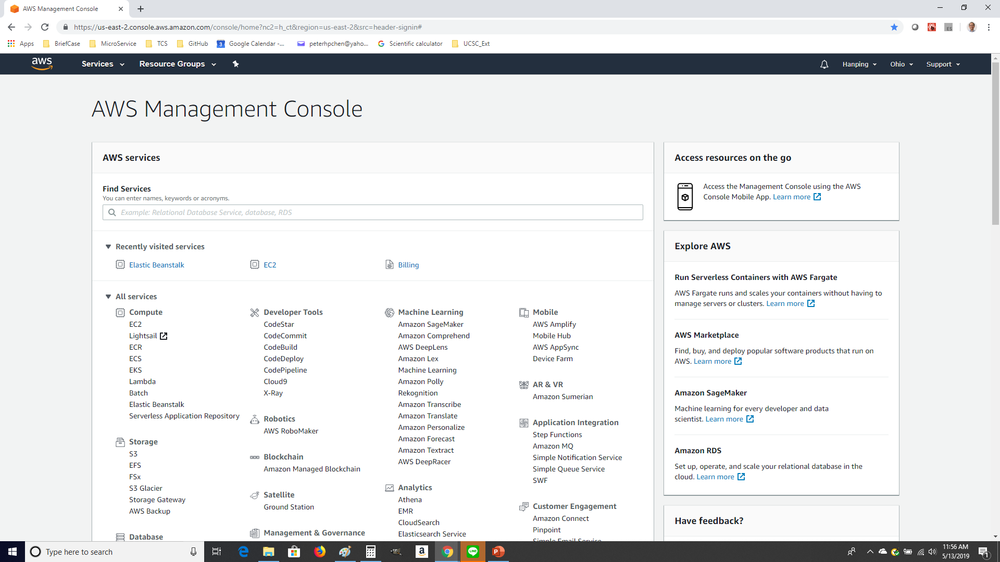 AWS Management Console
https://us-east-2.console.aws.amazon.com/console/home?nc2=h_ct&region=us-east-2&src=header-signin#
ES
Apps BriefCase MicroService TCS GitHub 3 Google Calendar -... peterhpchen@yaho... Scientific calculator UCSC_Ext
aws Services Resource Groups Hanping Ohio Support
AWS Management Console
AWS services
Find Services
You can enter names, keywords or acronyms.
Example: Relational Database Service, database, RDS
Recently visited services
Elastic Beanstalk EC2 Billing
All services
Compute
EC2
Lightsail
ECR
ECS
EKS
Lambda
Batch
Elastic Beanstalk
Serverless Application Repository
Storage
S3
EFS
FSx
S3 Glacier
Storage Gateway
AWS Backup
Database
Developer Tools
CodeStar
CodeCommit
CodeBuild
CodeDeploy
CodePipeline
Cloud9
X-Ray
Robotics
AWS RoboMaker
Blockchain
Amazon Managed Blockchain
Satellite
Ground Station
Management & Governance
Machine Learning
Amazon SageMaker
Amazon Comprehend
AWS DeepLens
Amazon Lex
Machine Learning
Amazon Polly
Rekognition
Amazon Transcribe
Amazon Translate
Amazon Personalize
Amazon Forecast
Amazon Textract
AWS DeepRacer
Analytics
Athena
EMR
CloudSearch
Elasticsearch Service
Mobile
AWS Amplify
Mobile Hub
AWS AppSync
Device Farm
AR & VR
Amazon Sumerian
Application Integration
Step Functions
Amazon MQ
Simple Notification Service
Simple Queue Service
SWF
Customer Engagement
Amazon Connect
Pinpoint
Simple Email Service
Access resources on the go
Access the Management Console using the AWS
Console Mobile App. Learn more
Explore AWS
Run Serverless Containers with AWS Fargate
AWS Fargate runs and scales your containers without having to
manage servers or clusters. Learn more
AWS Marketplace
Find, buy, and deploy popular software products that run on
AWS. Learn more
Amazon SageMaker
Machine learning for every developer and data
scientist. Learn more
Amazon RDS
Set up, operate, and scale your relational database in the
cloud. Learn more
Have feedback?
Type here to search
a
LINE
P
11:56 AM
5/13/2019
1